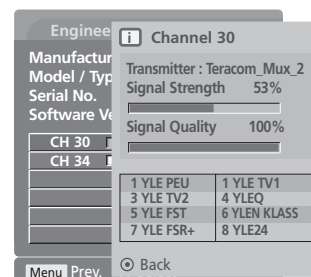 Enginee
Manufactur
Model / Typ
Serial No.
Software Ve
CH 30
CH 34
Menu Prev.
i Channel 30
Transmitter : Teracom_Mux_2
Signal Strength 53%
Signal Quality 100%
1 YLE PEU 1 YLE TV1
3 YLE TV2 4 YLEQ
5 YLE FST 6 YLEN KLASS
7 YLE FSR+ 8 YLE24
Back